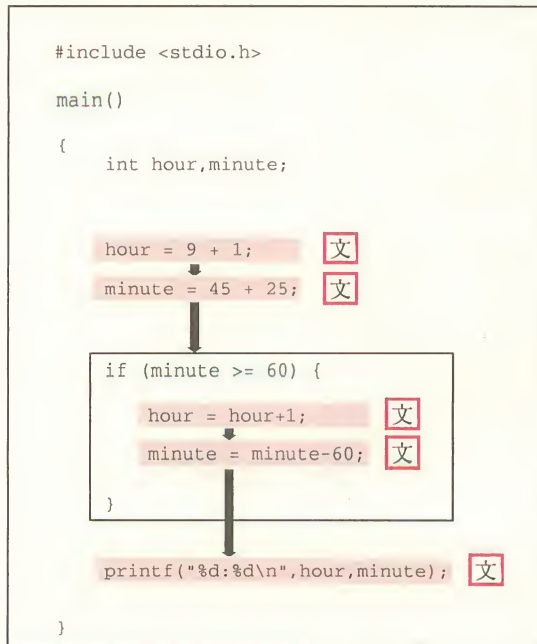 #include <stdio.h>
main()
{
int hour,minute;
hour = 9 + 1; 文
minute = 45 + 25; 文
if (minute >= 60) {
hour = hour+1; 文
minute = minute-60; 文
}
printf("%d:%d\n",hour,minute); 文
}